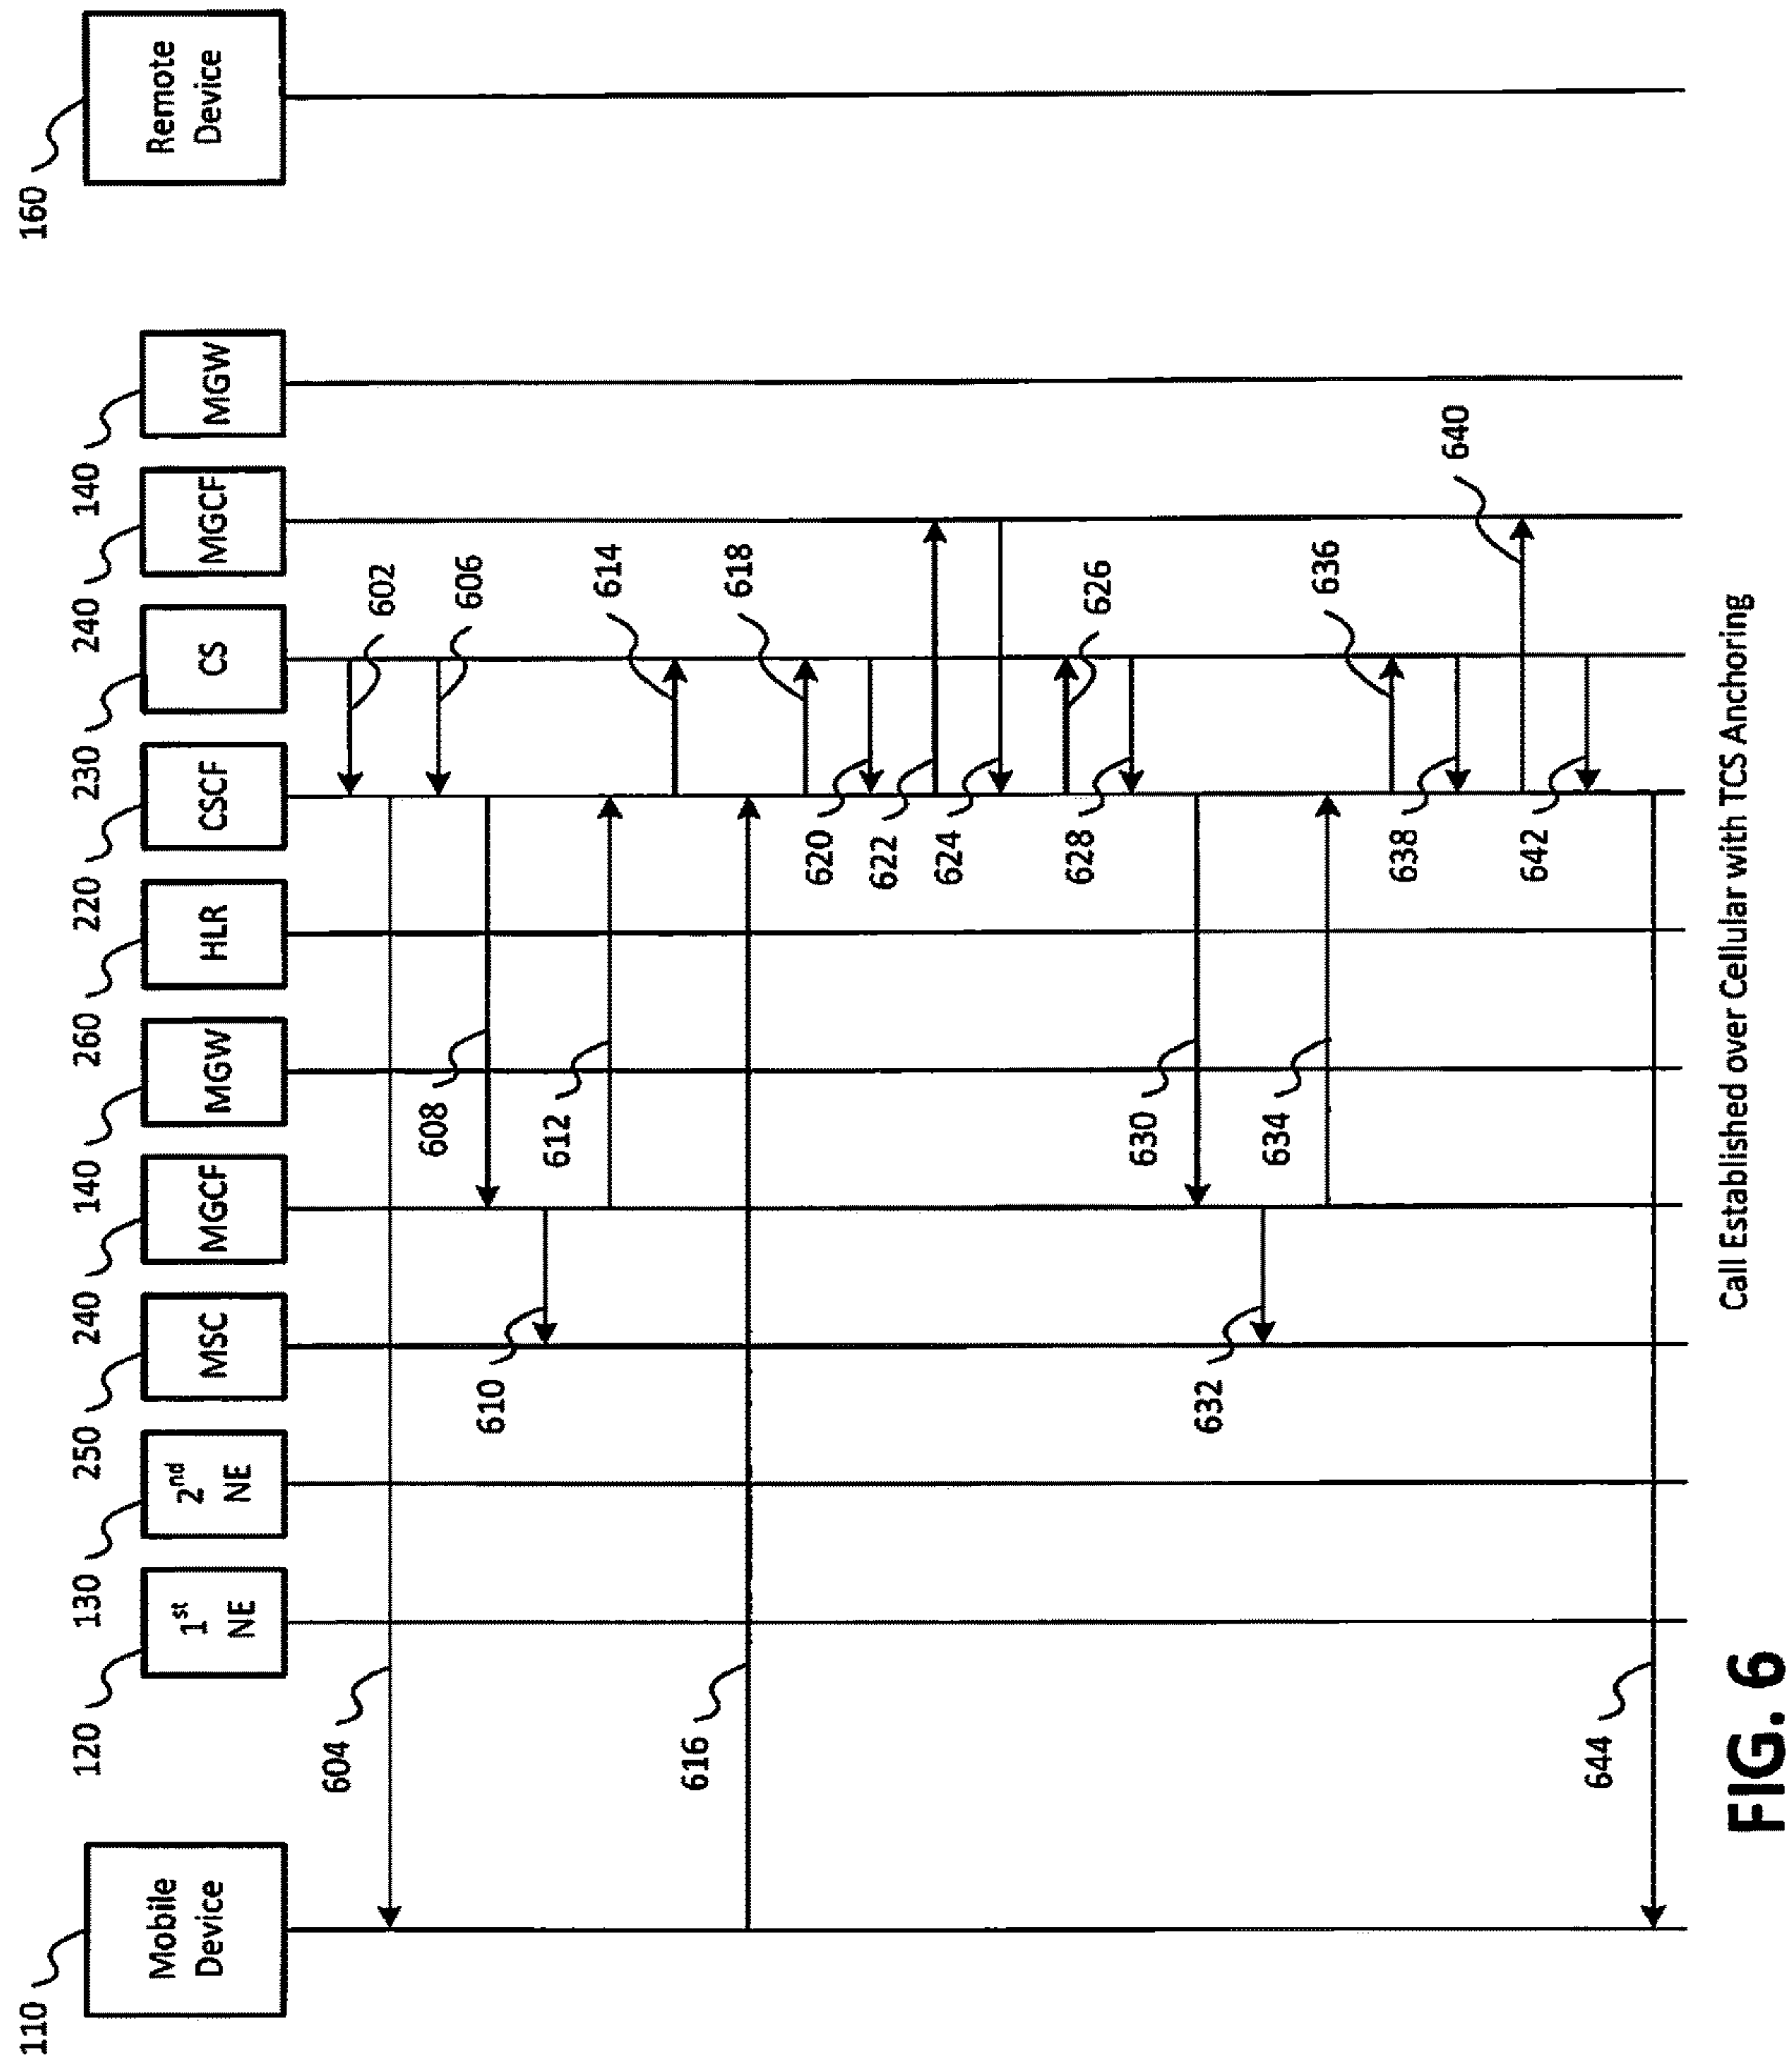 110
160
120
130
250
240
140
260
220
230
240
140
Mobile
Device
1st
NE
2nd
NE
MSC
MGCF
MGW
HLR
CSCF
CS
MGCF
MGW
Remote
Device
602
604
606
608
610
612
614
616
618
620
622
624
626
628
630
632
634
636
638
640
642
644
Call Established over Cellular with TCS Anchoring
FIG. 6